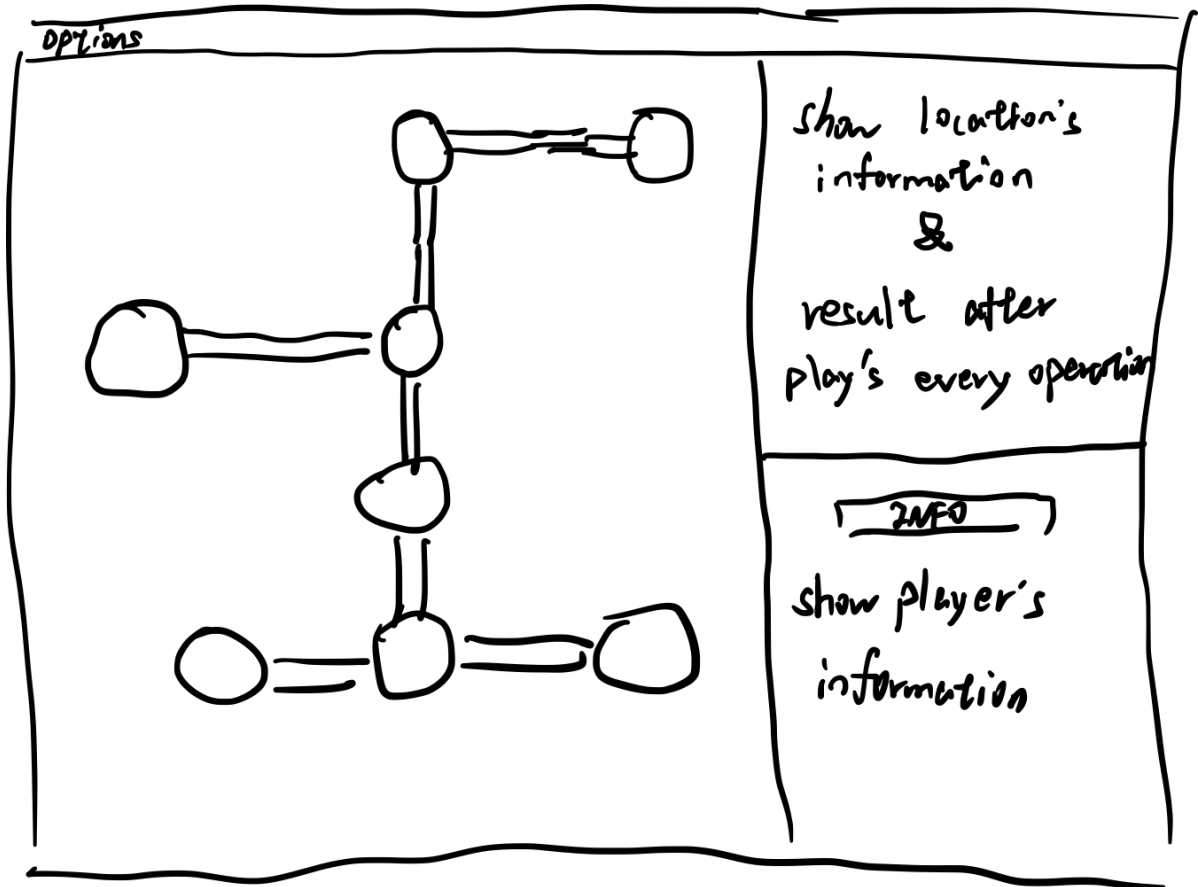 options
show location's
information
&
result after
play's every operation
INFO
show player's
information